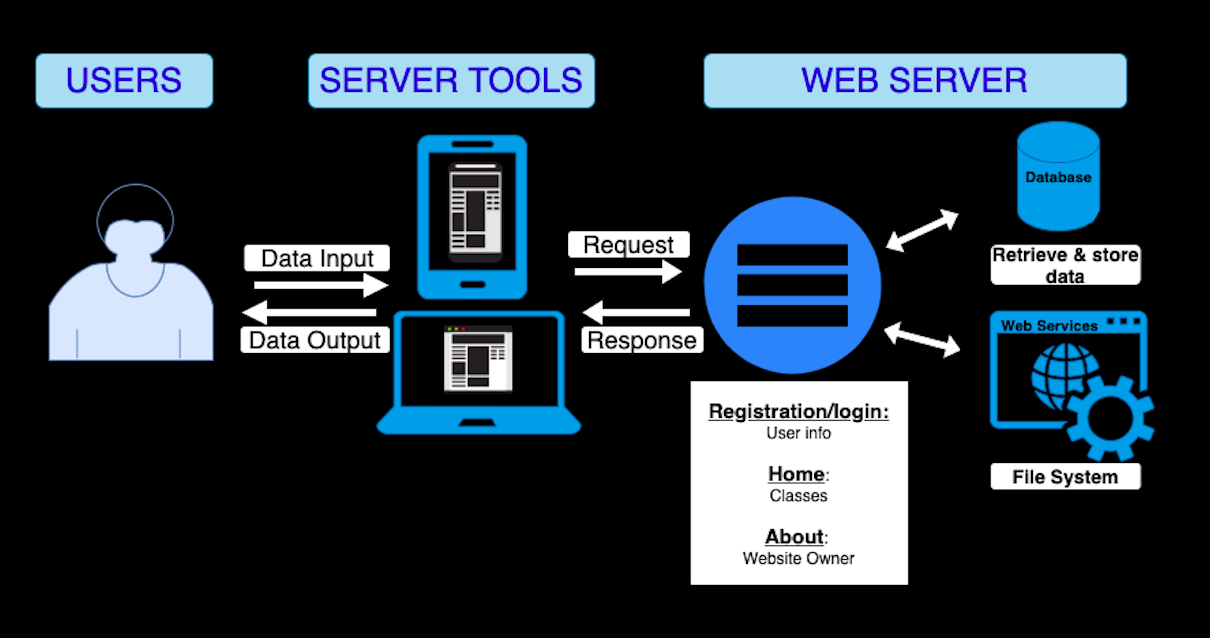 USERS
SERVER TOOLS
WEB SERVER
Data Input
Data Output
Request
Response
Database
Retrieve & store
data
Web Services
File System
Registration/login:
User info
Home:
Classes
About:
Website Owner